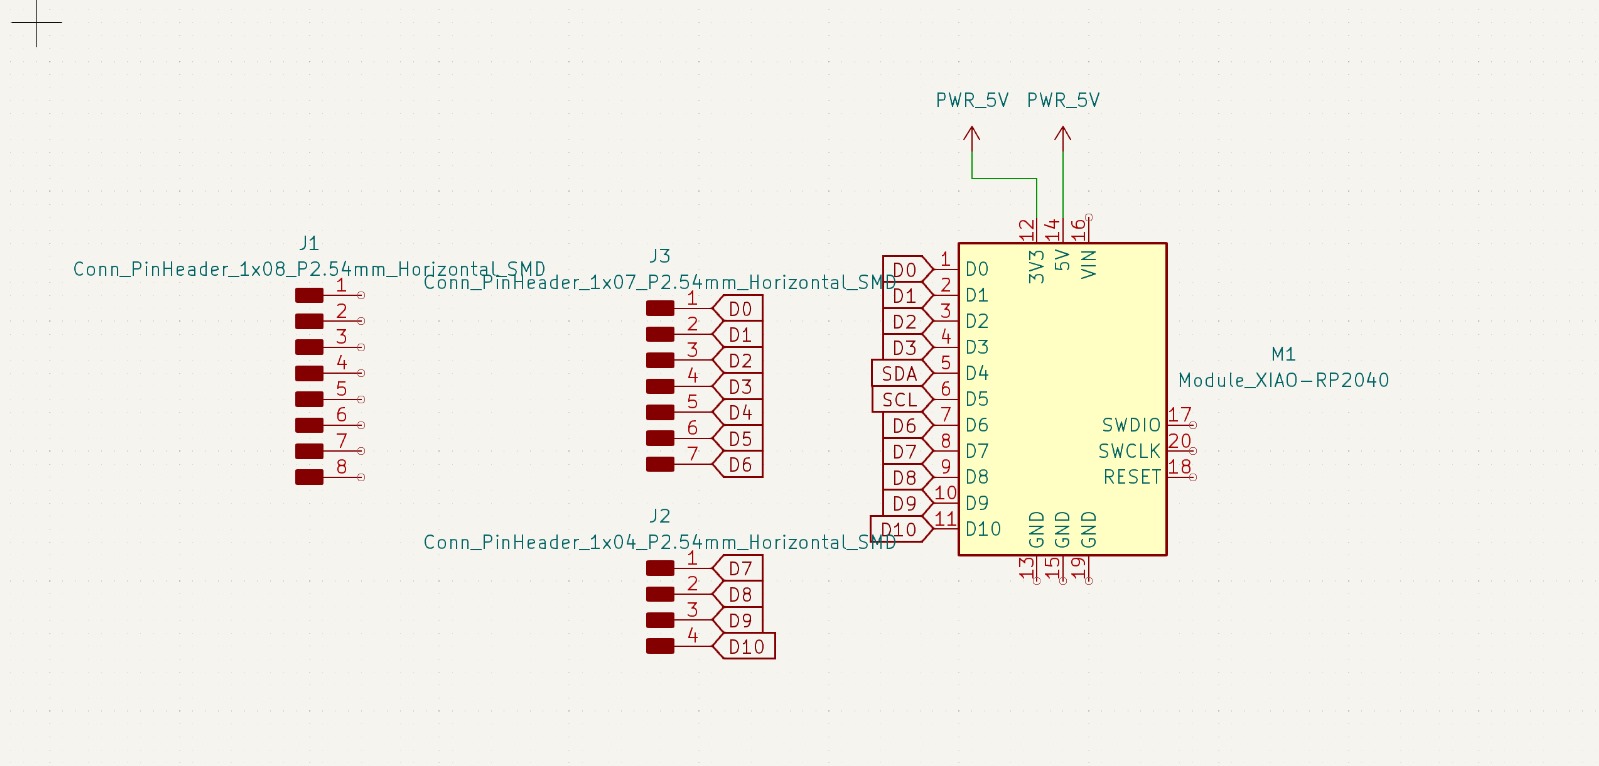 PWR_5V PWR_5V
J1
Conn_PinHeader_1x08_P2.54mm_Horizontal_SMD
1
2
3
4
5
6
7
8
J3
Conn_PinHeader_1x07_P2.54mm_Horizontal_SMD
1 D0
2 D1
3 D2
4 D3
5 D4
6 D5
7 D6
J2
Conn_PinHeader_1x04_P2.54mm_Horizontal_SMD
1 D7
2 D8
3 D9
4 D10
12 14 16
3V3 5V VIN
D0 1 D0
D1 2 D1
D2 3 D2
D3 4 D3
SDA 5 D4
SCL 6 D5
D6 7 D6
D7 8 D7
D8 9 D8
D9 10 D9
D10 11 D10
SWDIO 17
SWCLK 20
RESET 18
GND GND GND
13 15 19
M1
Module_XIAO-RP2040